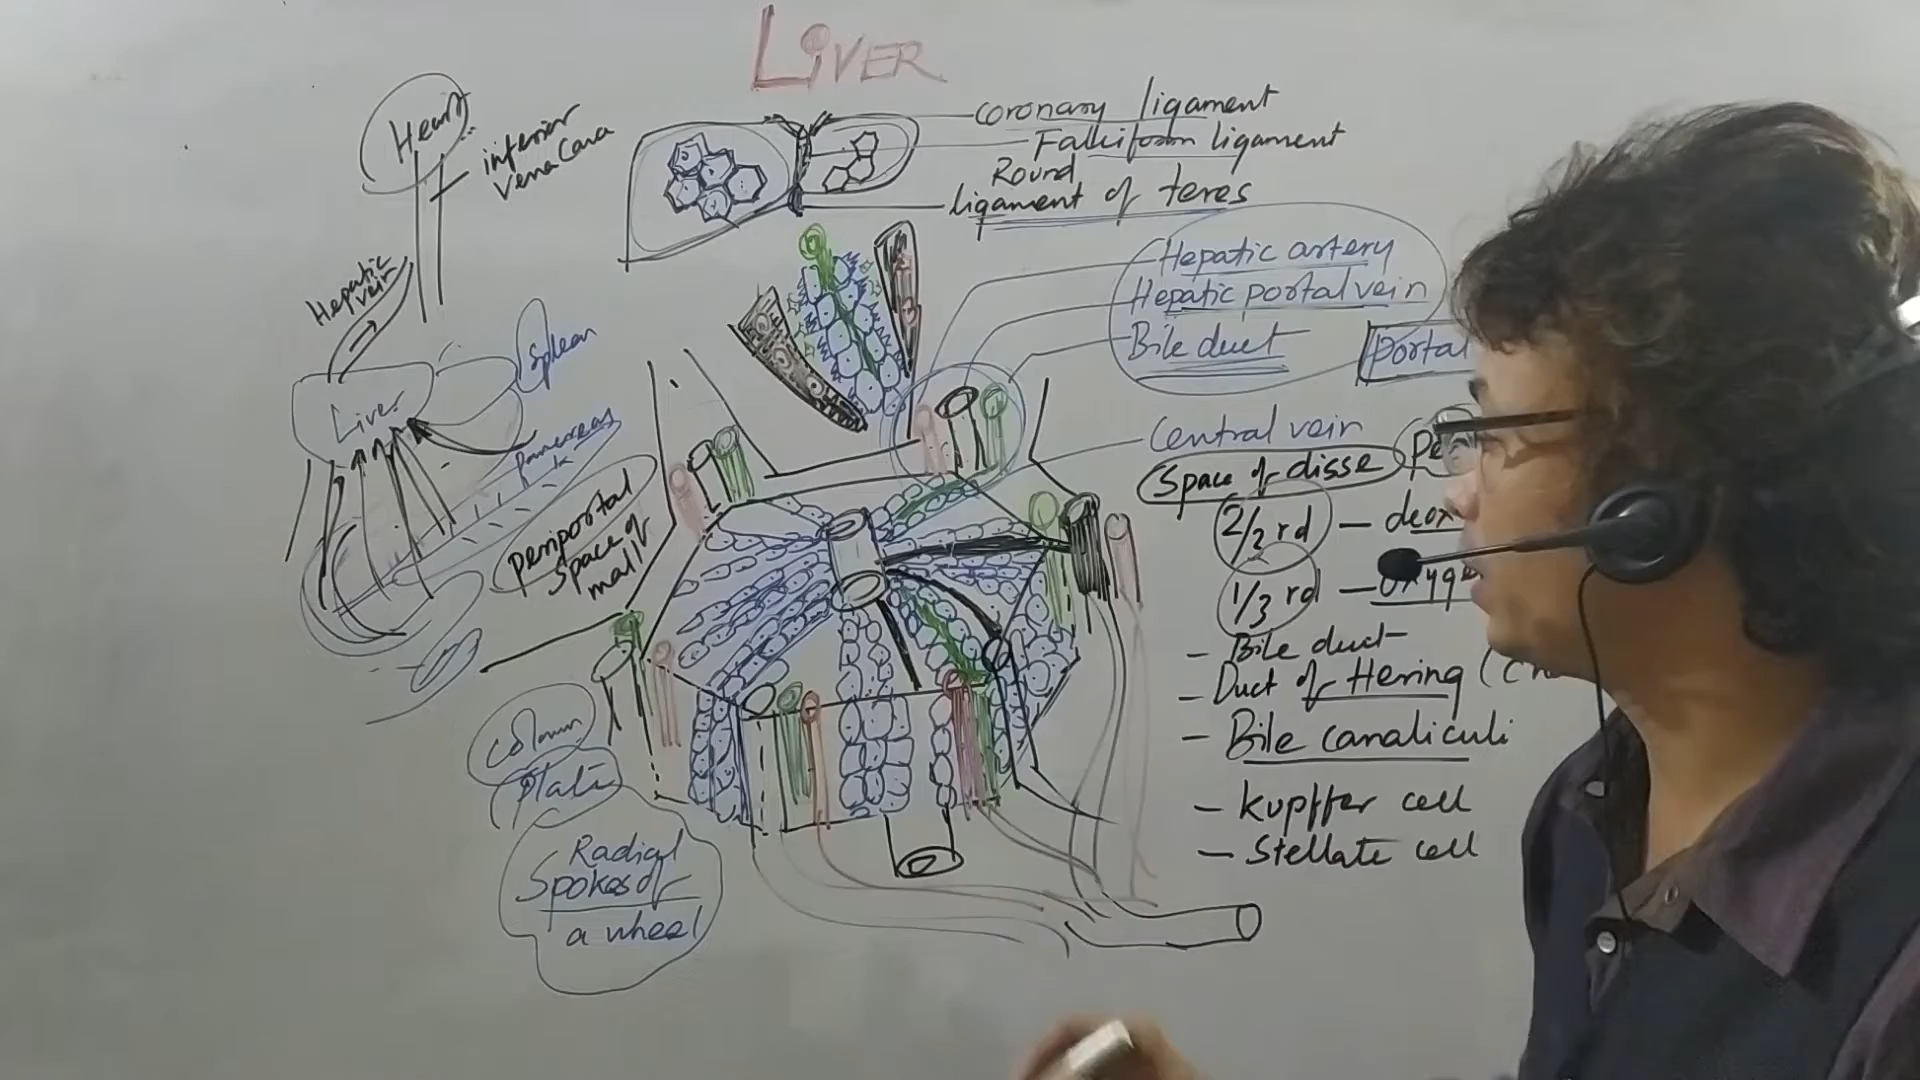 LiVER
Heart
inferior
vena Cava
Hepatic
vein
Spleen
Liver
Pancreas
periportal
space of
mall
coronary ligament
Falciform ligament
Round
ligament of teres
Hepatic artery
Hepatic portal vein
Bile duct
Portal
Central vein
Space of disse
2/2 rd – deox
1/3 rd – oxyge
- Bile duct
- Duct of Hering (C
- Bile canaliculi
- Kupffer cell
- Stellate cell
column
Plate
Radial
Spokes of
a wheel